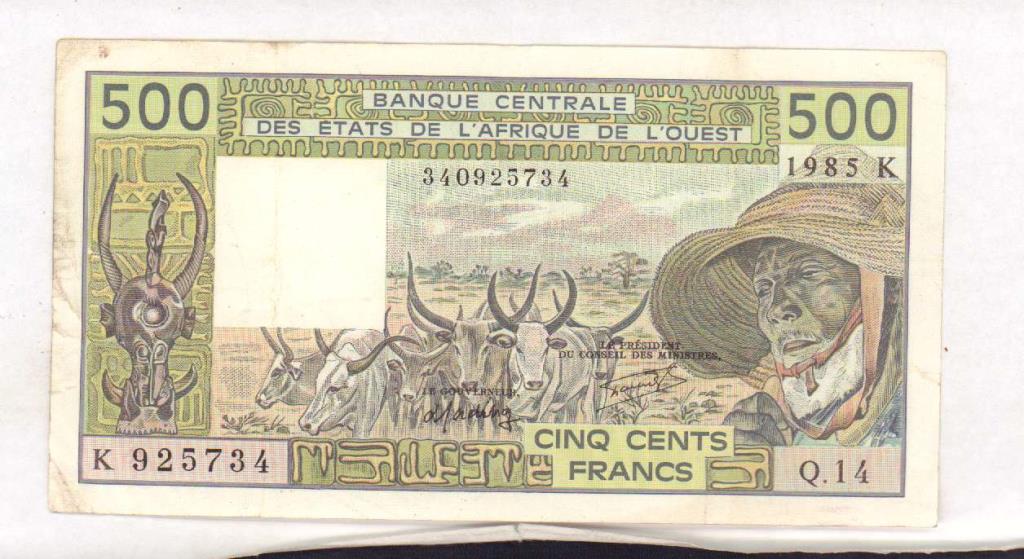 500
BANQUE CENTRALE
DES ETATS DE L'AFRIQUE DE L'OUEST
500
1985 K
340925734
LE PRÉSIDENT
DU CONSEIL DES MINISTRES,
LE GOUVERNEUR,
K 925734
CINQ CENTS
FRANCS
Q.14